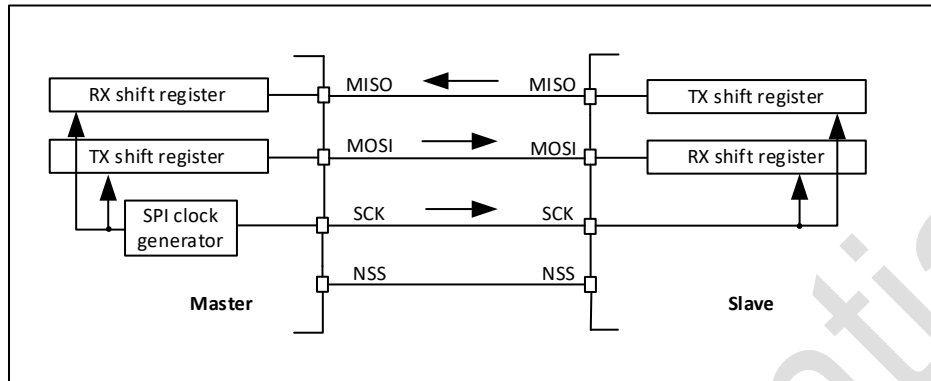 RX shift register
MISO
MISO
TX shift register
TX shift register
MOSI
MOSI
RX shift register
SPI clock
generator
SCK
SCK
NSS
NSS
Master
Slave